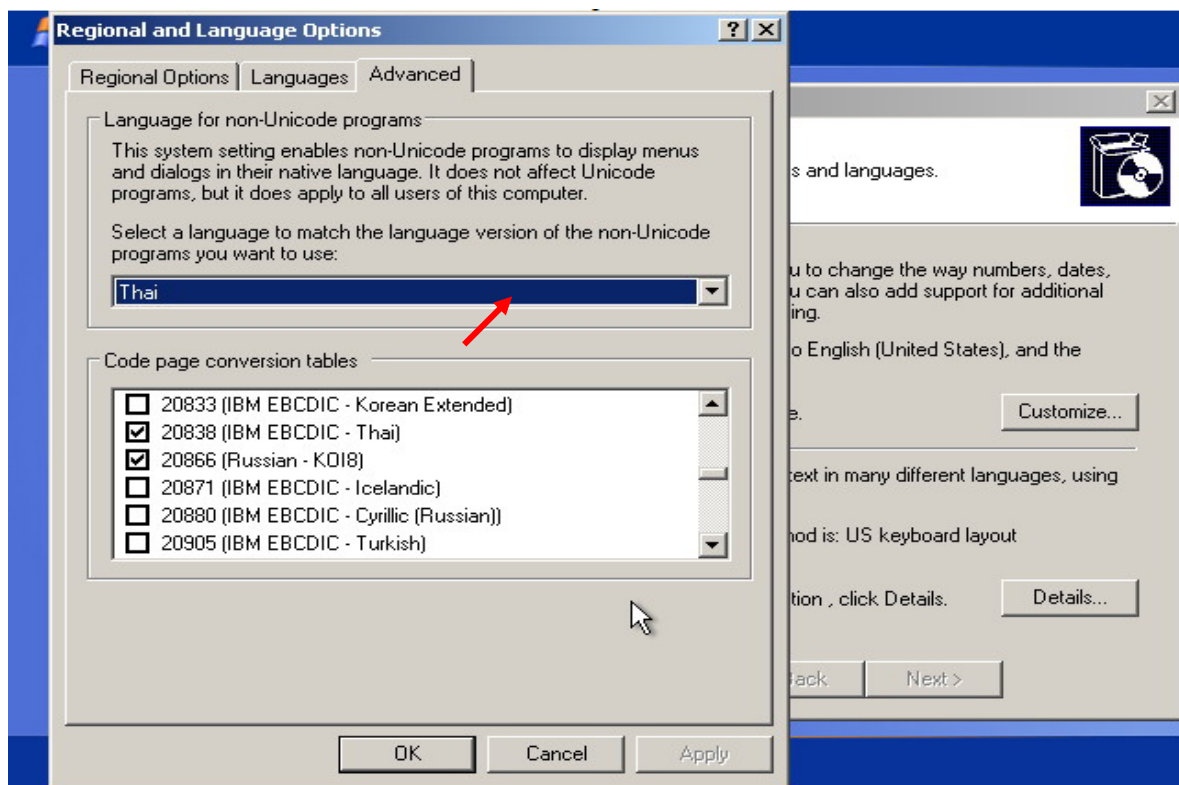 Regional and Language Options
Regional Options
Languages
Advanced
Language for non-Unicode programs
This system setting enables non-Unicode programs to display menus
and dialogs in their native language. It does not affect Unicode
programs, but it does apply to all users of this computer.
Select a language to match the language version of the non-Unicode
programs you want to use:
Thai
Code page conversion tables
20833 (IBM EBCDIC - Korean Extended)
20838 (IBM EBCDIC - Thai)
20866 (Russian - KOI8)
20871 (IBM EBCDIC - Icelandic)
20880 (IBM EBCDIC - Cyrillic (Russian))
20905 (IBM EBCDIC - Turkish)
OK
Cancel
Apply
s and languages.
u to change the way numbers, dates,
u can also add support for additional
ing.
o English (United States), and the
e.
Customize...
text in many different languages, using
nod is: US keyboard layout
tion , click Details.
Details...
Back
Next >